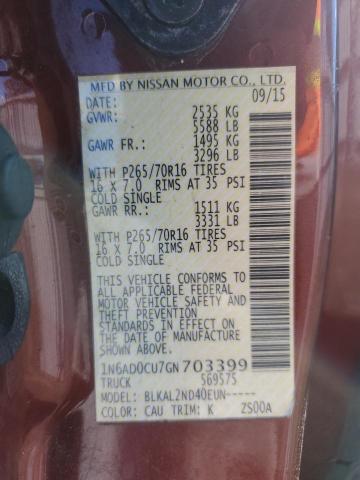 MFD BY NISSAN MOTOR CO., LTD.
DATE: 09/15
GVWR: 2535 KG
5588 LB
GAWR FR.: 1495 KG
3296 LB
WITH P265/70R16 TIRES
16 X 7.0 RIMS AT 35 PSI
COLD SINGLE
GAWR RR.: 1511 KG
3331 LB
WITH P265/70R16 TIRES
16 X 7.0 RIMS AT 35 PSI
COLD SINGLE
THIS VEHICLE CONFORMS TO
ALL APPLICABLE FEDERAL
MOTOR VEHICLE SAFETY AND
THEFT PREVENTION
STANDARDS IN EFFECT ON
THE DATE OF MANUFACTURE
SHOWN ABOVE.
1N6AD0CU7GN703399
TRUCK 569575
MODEL: BLKAL2ND40EUN-----
COLOR: CAU TRIM: K ZS00A